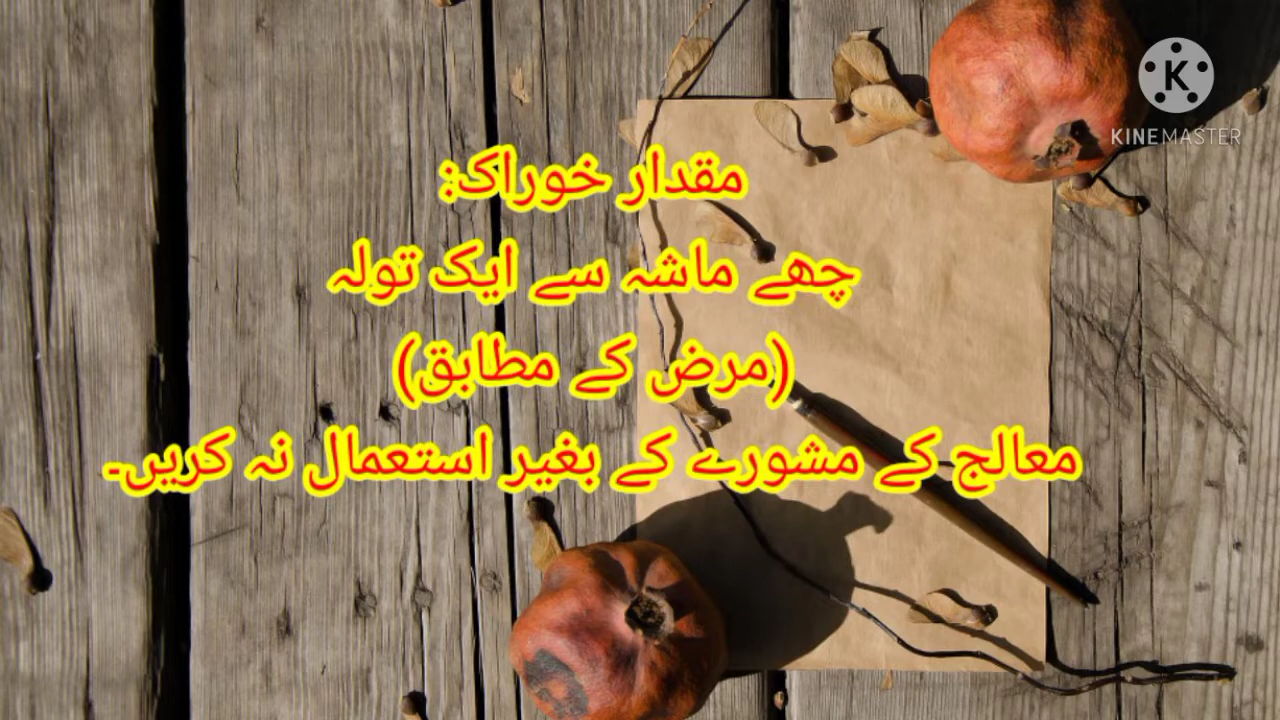 KINEMASTER
مقدار خوراک:
چھے ماشہ سے ایک تولہ
(مرض کے مطابق)
معالج کے مشورے کے بغیر استعمال نہ کریں۔